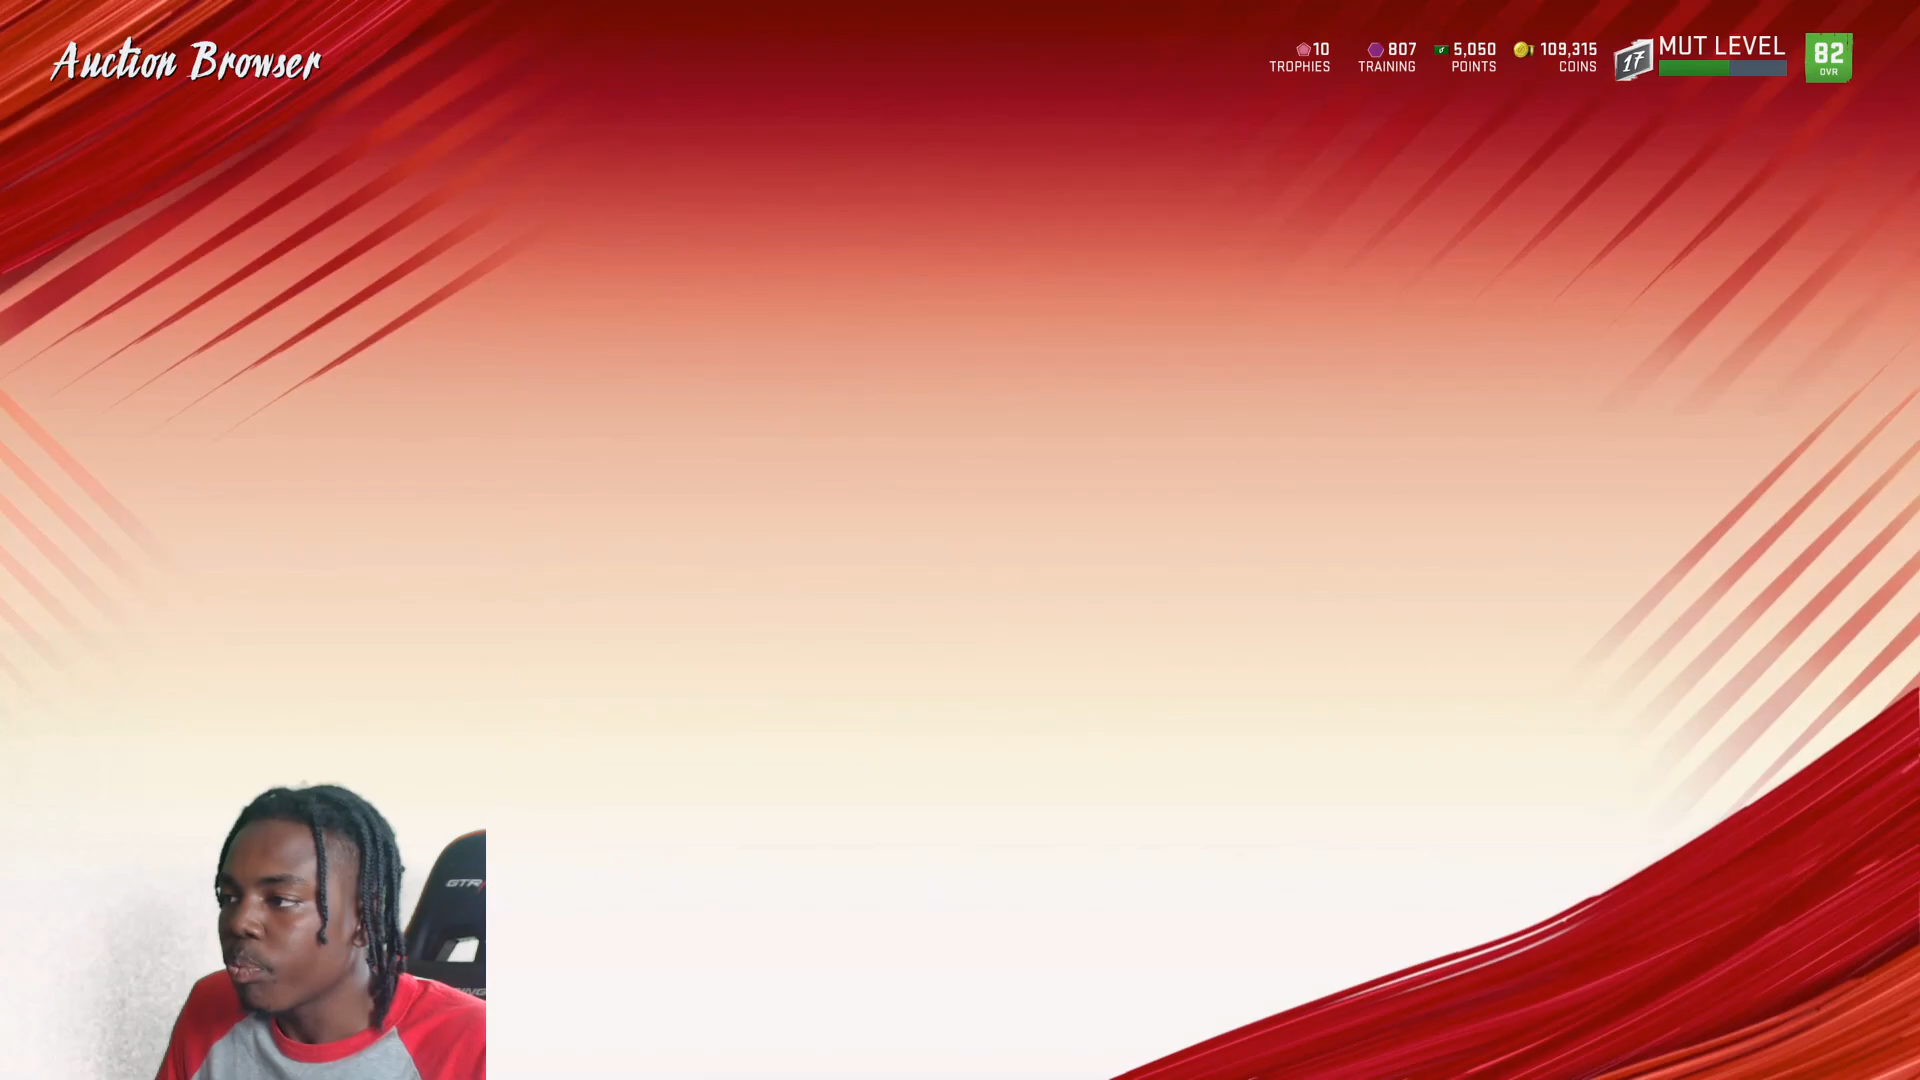 Auction Browser
10 TROPHIES
807 TRAINING
5,050 POINTS
109,315 COINS
17
MUT LEVEL
82 OVR
GTR